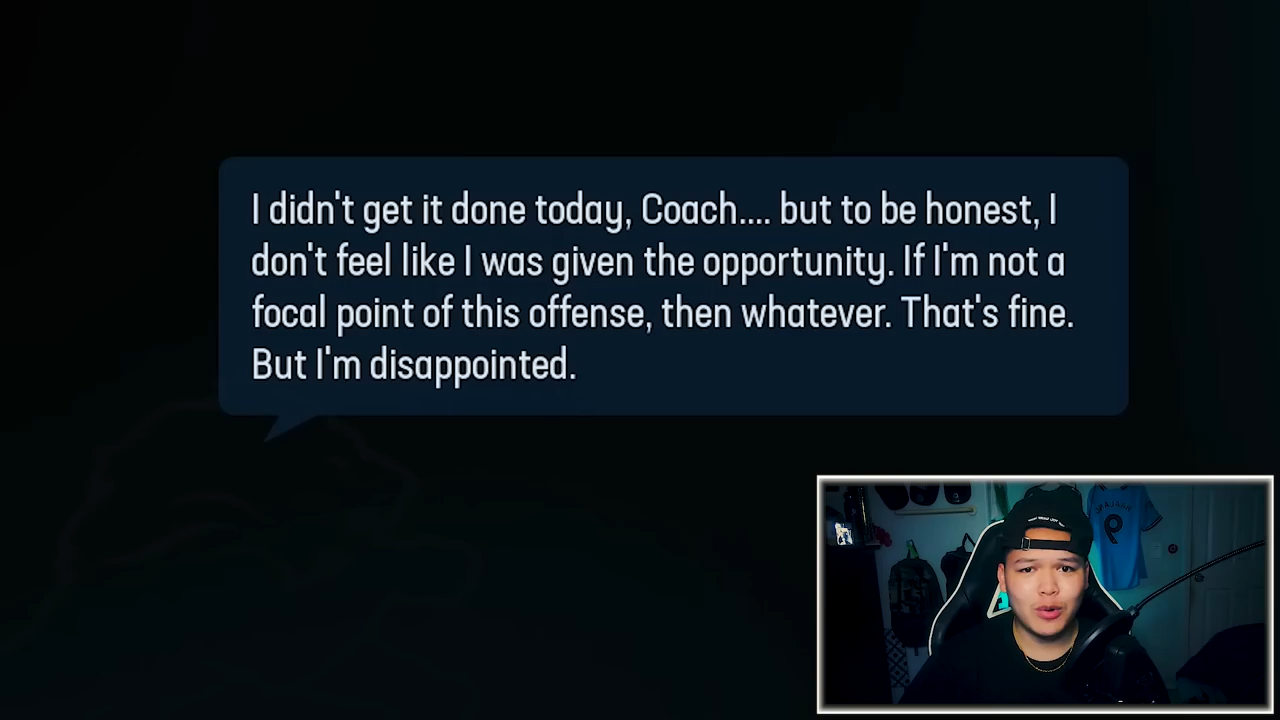 I didn't get it done today, Coach.... but to be honest, I
don't feel like I was given the opportunity. If I'm not a
focal point of this offense, then whatever. That's fine.
But I'm disappointed.
9